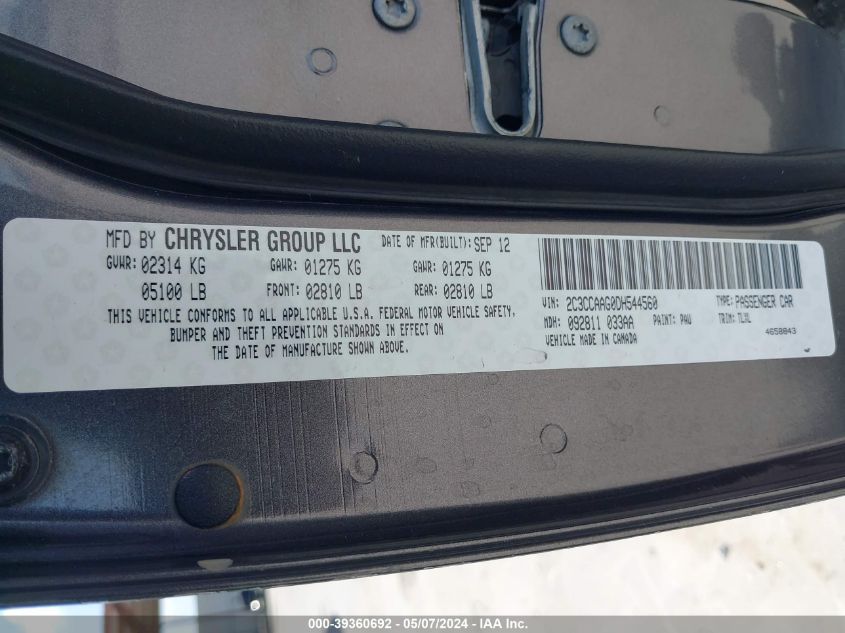 MFD BY CHRYSLER GROUP LLC DATE OF MFR(BUILT): SEP 12
GVWR: 02314 KG GAWR: 01275 KG GAWR: 01275 KG
05100 LB FRONT: 02810 LB REAR: 02810 LB
THIS VEHICLE CONFORMS TO ALL APPLICABLE U.S.A. FEDERAL MOTOR VEHICLE SAFETY,
BUMPER AND THEFT PREVENTION STANDARDS IN EFFECT ON
THE DATE OF MANUFACTURE SHOWN ABOVE.
VIN: 2C3CCAAG0DH544560 TYPE: PASSENGER CAR
MDH: 092811 033AA PAINT: PAU TRIM: TLXL
VEHICLE MADE IN CANADA 4658843
000-39360692 - 05/07/2024 - IAA Inc.